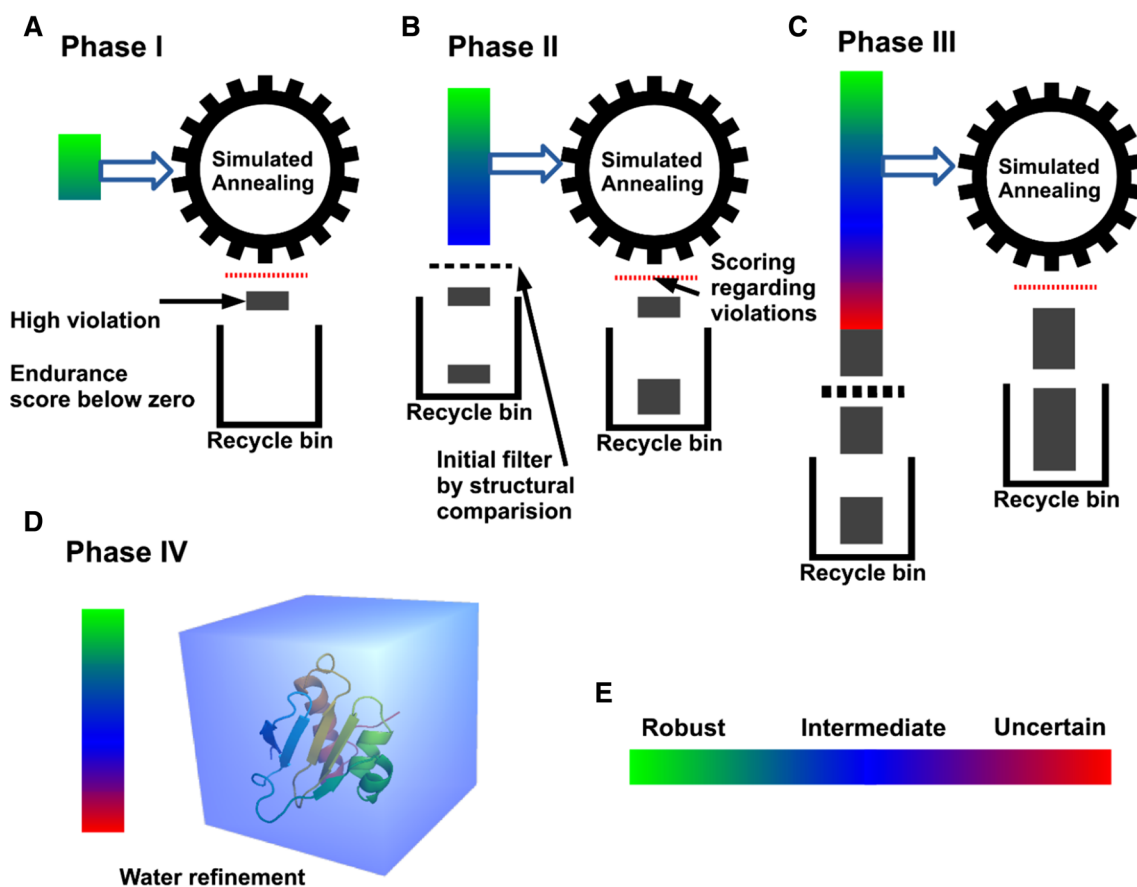 A
Phase I
Simulated
Annealing
High violation
Endurance
score below zero
Recycle bin
B
Phase II
Simulated
Annealing
Scoring
regarding
violations
Recycle bin
Recycle bin
Initial filter
by structural
comparision
C
Phase III
Simulated
Annealing
Recycle bin
Recycle bin
D
Phase IV
Water refinement
E
Robust Intermediate Uncertain